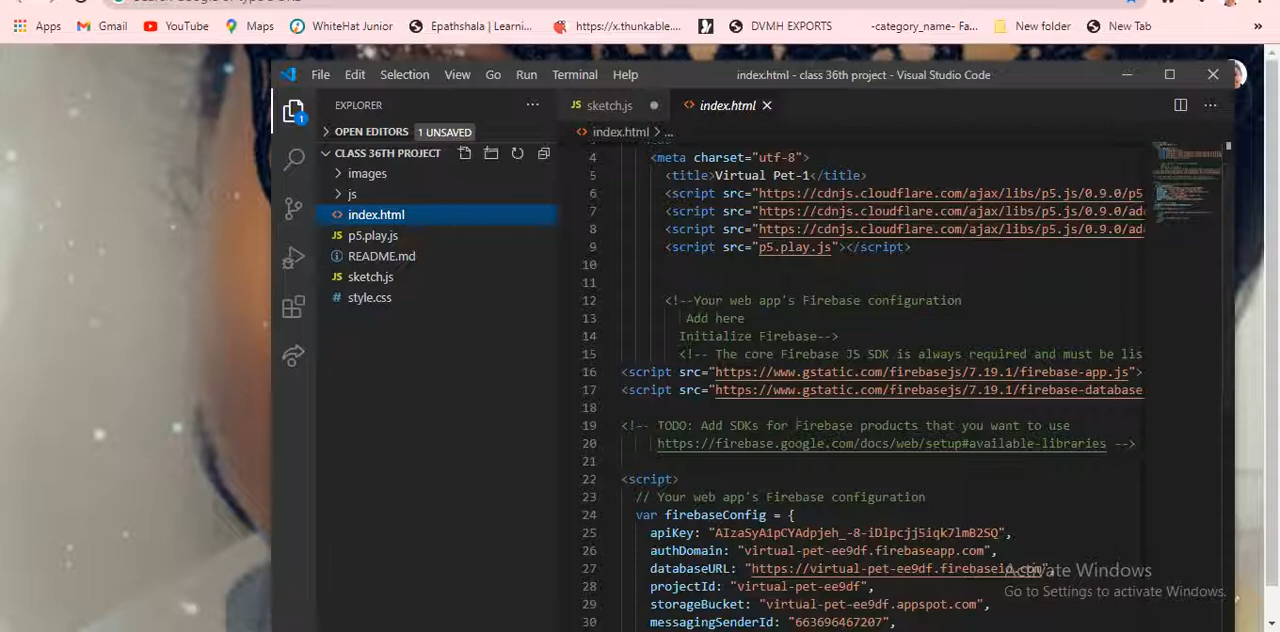 Apps Gmail YouTube Maps WhiteHat Junior Epathshala | Learni... https://x.thunkable.... DVMH EXPORTS -category_name- Fa... New folder New Tab »
File Edit Selection View Go Run Terminal Help index.html - class 36th project - Visual Studio Code
EXPLORER ... JS sketch.js <> index.html
OPEN EDITORS 1 UNSAVED <> index.html > ...
CLASS 36TH PROJECT
images
js
<> index.html
JS p5.play.js
README.md
JS sketch.js
# style.css
1
4 <meta charset="utf-8">
5 <title>Virtual Pet-1</title>
6 <script src="https://cdnjs.cloudflare.com/ajax/libs/p5.js/0.9.0/p5
7 <script src="https://cdnjs.cloudflare.com/ajax/libs/p5.js/0.9.0/ad
8 <script src="https://cdnjs.cloudflare.com/ajax/libs/p5.js/0.9.0/ad
9 <script src="p5.play.js"></script>
10
11
12 <!--Your web app's Firebase configuration
13 Add here
14 Initialize Firebase-->
15 <!-- The core Firebase JS SDK is always required and must be lis
16 <script src="https://www.gstatic.com/firebasejs/7.19.1/firebase-app.js">
17 <script src="https://www.gstatic.com/firebasejs/7.19.1/firebase-database
18
19 <!-- TODO: Add SDKs for Firebase products that you want to use
20 https://firebase.google.com/docs/web/setup#available-libraries -->
21
22 <script>
23 // Your web app's Firebase configuration
24 var firebaseConfig = {
25 apiKey: "AIzaSyA1pCYAdpjeh_-8-iDlpcjj5iqk7lmB2SQ",
26 authDomain: "virtual-pet-ee9df.firebaseapp.com",
27 databaseURL: "https://virtual-pet-ee9df.firebaseio.com",
28 projectId: "virtual-pet-ee9df",
29 storageBucket: "virtual-pet-ee9df.appspot.com",
30 messagingSenderId: "663696467207",
Activate Windows
Go to Settings to activate Windows.